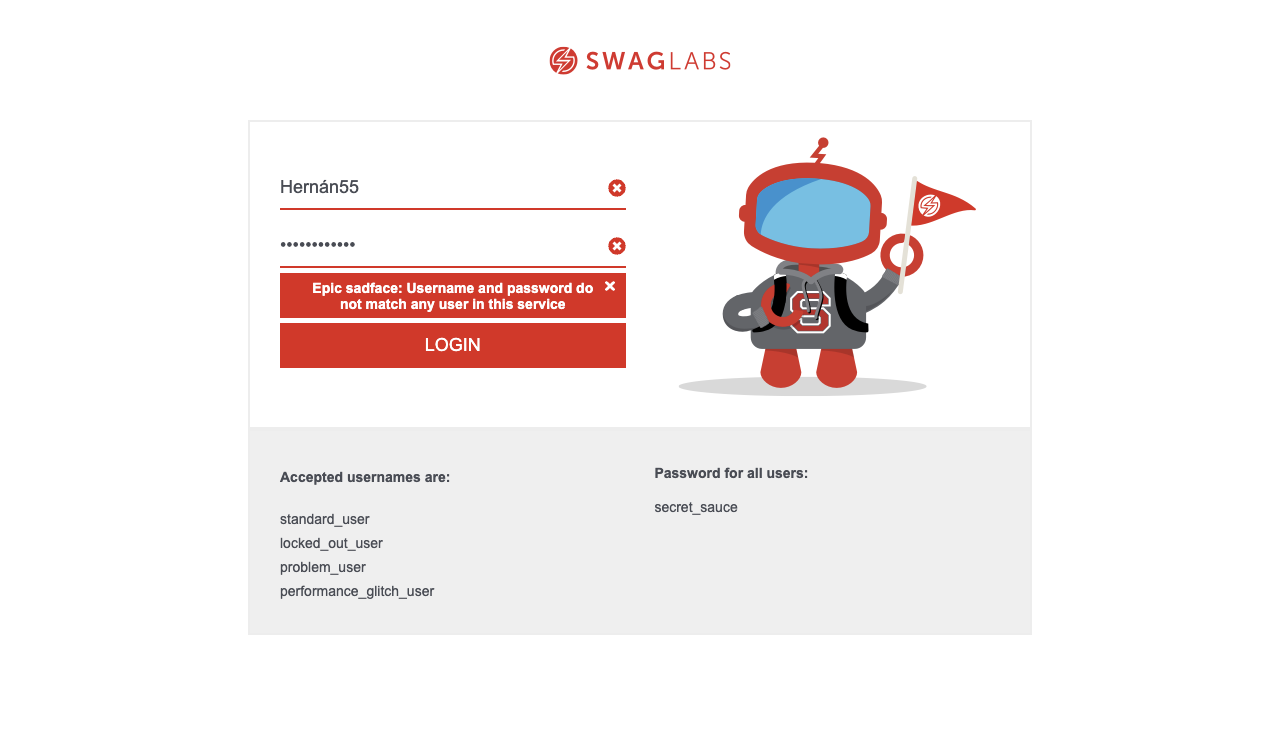 SWAGLABS
Hernán55
••••••••••••
Epic sadface: Username and password do
not match any user in this service
LOGIN
S
Accepted usernames are:
standard_user
locked_out_user
problem_user
performance_glitch_user
Password for all users:
secret_sauce